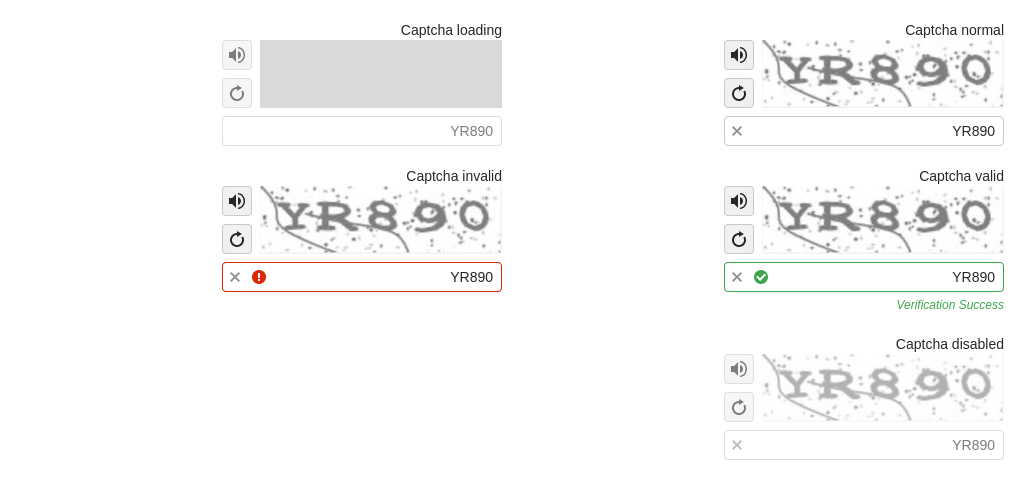 Captcha normal
YR890
YR890
Captcha loading
YR890
Captcha valid
YR890
YR890
Verification Success
Captcha invalid
YR890
YR890
Captcha disabled
YR890
YR890